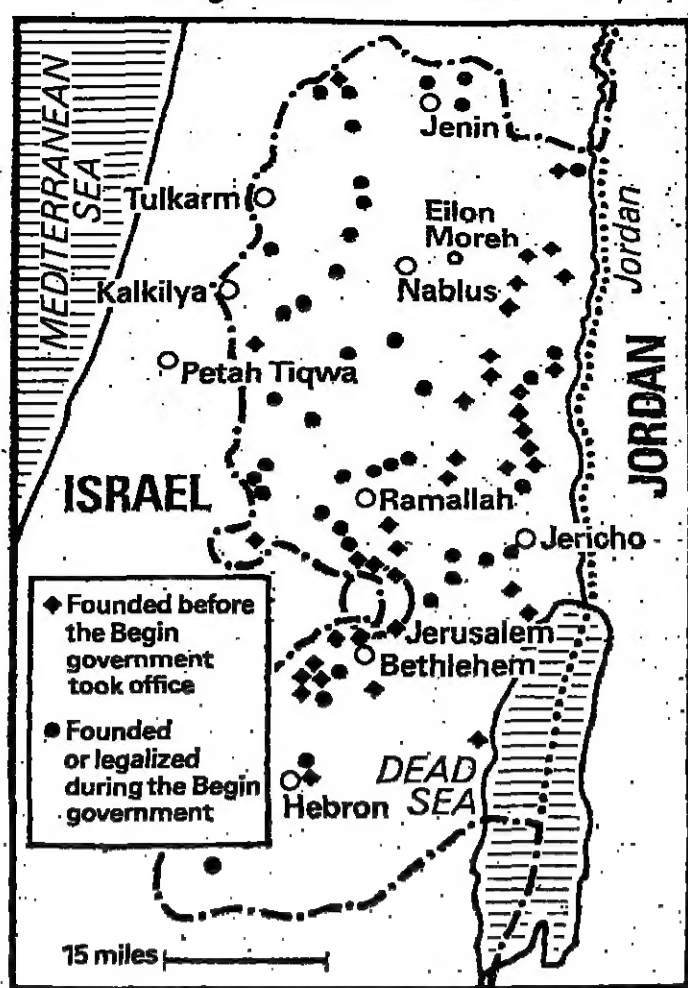 MEDITERRANEAN
SEA
Jenin
Tulkarm
Eilon
Moreh
Jordan
Kalkilya
Nablus
Petah Tiqwa
JORDAN
ISRAEL
Ramallah
Jericho
Founded before
the Begin
government
took office
Jerusalem
Bethlehem
Founded
or legalized
during the Begin
government
DEAD
SEA
Hebron
15 miles